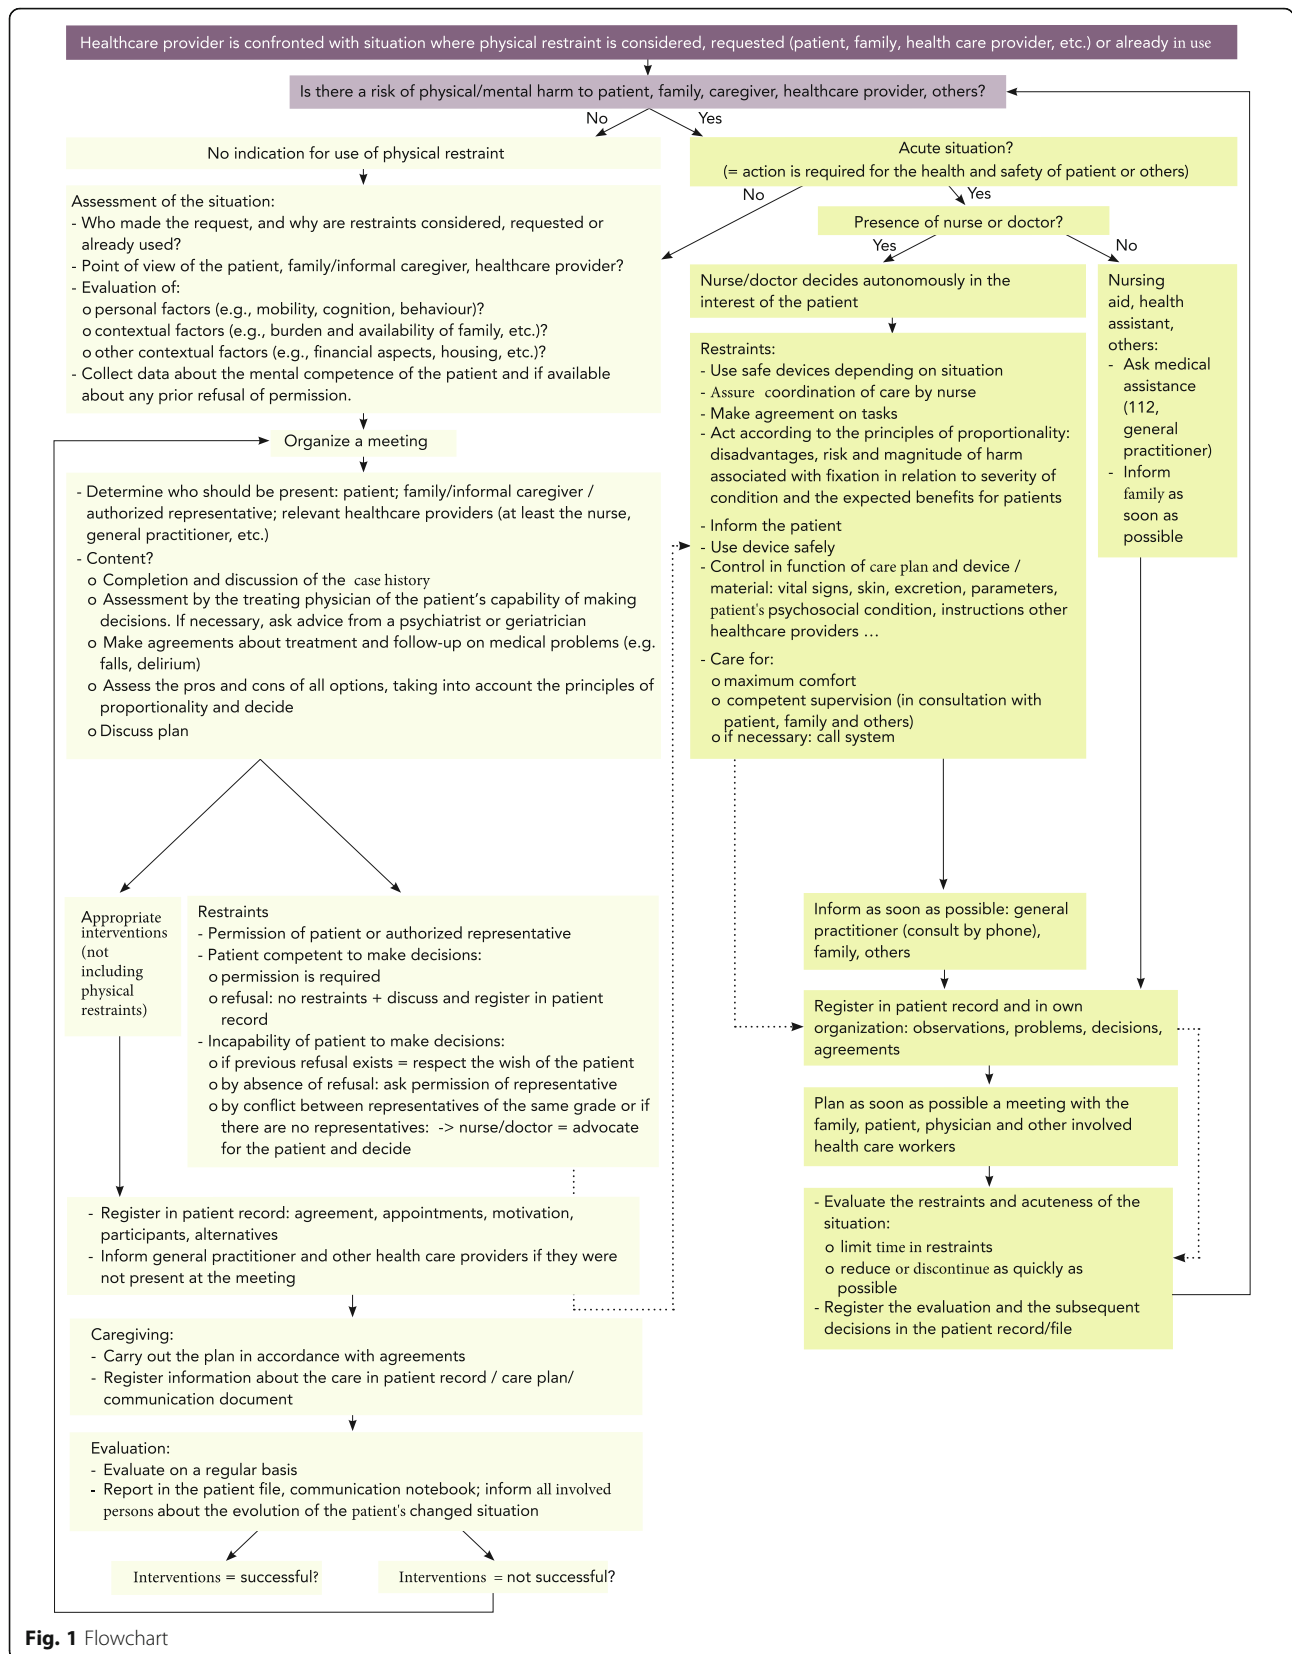 Healthcare provider is confronted with situation where physical restraint is considered, requested (patient, family, health care provider, etc.) or already in use
Is there a risk of physical/mental harm to patient, family, caregiver, healthcare provider, others?
No
Yes
No indication for use of physical restraint
Assessment of the situation:
- Who made the request, and why are restraints considered, requested or
already used?
- Point of view of the patient, family/informal caregiver, healthcare provider?
- Evaluation of:
o personal factors (e.g., mobility, cognition, behaviour)?
o contextual factors (e.g., burden and availability of family, etc.)?
o other contextual factors (e.g., financial aspects, housing, etc.)?
- Collect data about the mental competence of the patient and if available
about any prior refusal of permission.
Organize a meeting
- Determine who should be present: patient; family/informal caregiver /
authorized representative; relevant healthcare providers (at least the nurse,
general practitioner, etc.)
- Content?
o Completion and discussion of the case history
o Assessment by the treating physician of the patient's capability of making
decisions. If necessary, ask advice from a psychiatrist or geriatrician
o Make agreements about treatment and follow-up on medical problems (e.g.
falls, delirium)
o Assess the pros and cons of all options, taking into account the principles of
proportionality and decide
o Discuss plan
Appropriate
interventions
(not
including
physical
restraints)
Restraints
- Permission of patient or authorized representative
- Patient competent to make decisions:
o permission is required
o refusal: no restraints + discuss and register in patient
record
- Incapability of patient to make decisions:
o if previous refusal exists = respect the wish of the patient
o by absence of refusal: ask permission of representative
o by conflict between representatives of the same grade or if
there are no representatives: -> nurse/doctor = advocate
for the patient and decide
- Register in patient record: agreement, appointments, motivation,
participants, alternatives
- Inform general practitioner and other health care providers if they were
not present at the meeting
Caregiving:
- Carry out the plan in accordance with agreements
- Register information about the care in patient record / care plan/
communication document
Evaluation:
- Evaluate on a regular basis
- Report in the patient file, communication notebook; inform all involved
persons about the evolution of the patient's changed situation
Interventions = successful?
Interventions = not successful?
Acute situation?
(= action is required for the health and safety of patient or others)
No
Yes
Presence of nurse or doctor?
Yes
No
Nurse/doctor decides autonomously in the
interest of the patient
Restraints:
- Use safe devices depending on situation
- Assure coordination of care by nurse
- Make agreement on tasks
- Act according to the principles of proportionality:
disadvantages, risk and magnitude of harm
associated with fixation in relation to severity of
condition and the expected benefits for patients
- Inform the patient
- Use device safely
- Control in function of care plan and device /
material: vital signs, skin, excretion, parameters,
patient's psychosocial condition, instructions other
healthcare providers …
- Care for:
o maximum comfort
o competent supervision (in consultation with
patient, family and others)
o if necessary: call system
Nursing
aid, health
assistant,
others:
- Ask medical
assistance
(112,
general
practitioner)
- Inform
family as
soon as
possible
Inform as soon as possible: general
practitioner (consult by phone),
family, others
Register in patient record and in own
organization: observations, problems, decisions,
agreements
Plan as soon as possible a meeting with the
family, patient, physician and other involved
health care workers
- Evaluate the restraints and acuteness of the
situation:
o limit time in restraints
o reduce or discontinue as quickly as
possible
- Register the evaluation and the subsequent
decisions in the patient record/file
Fig. 1 Flowchart